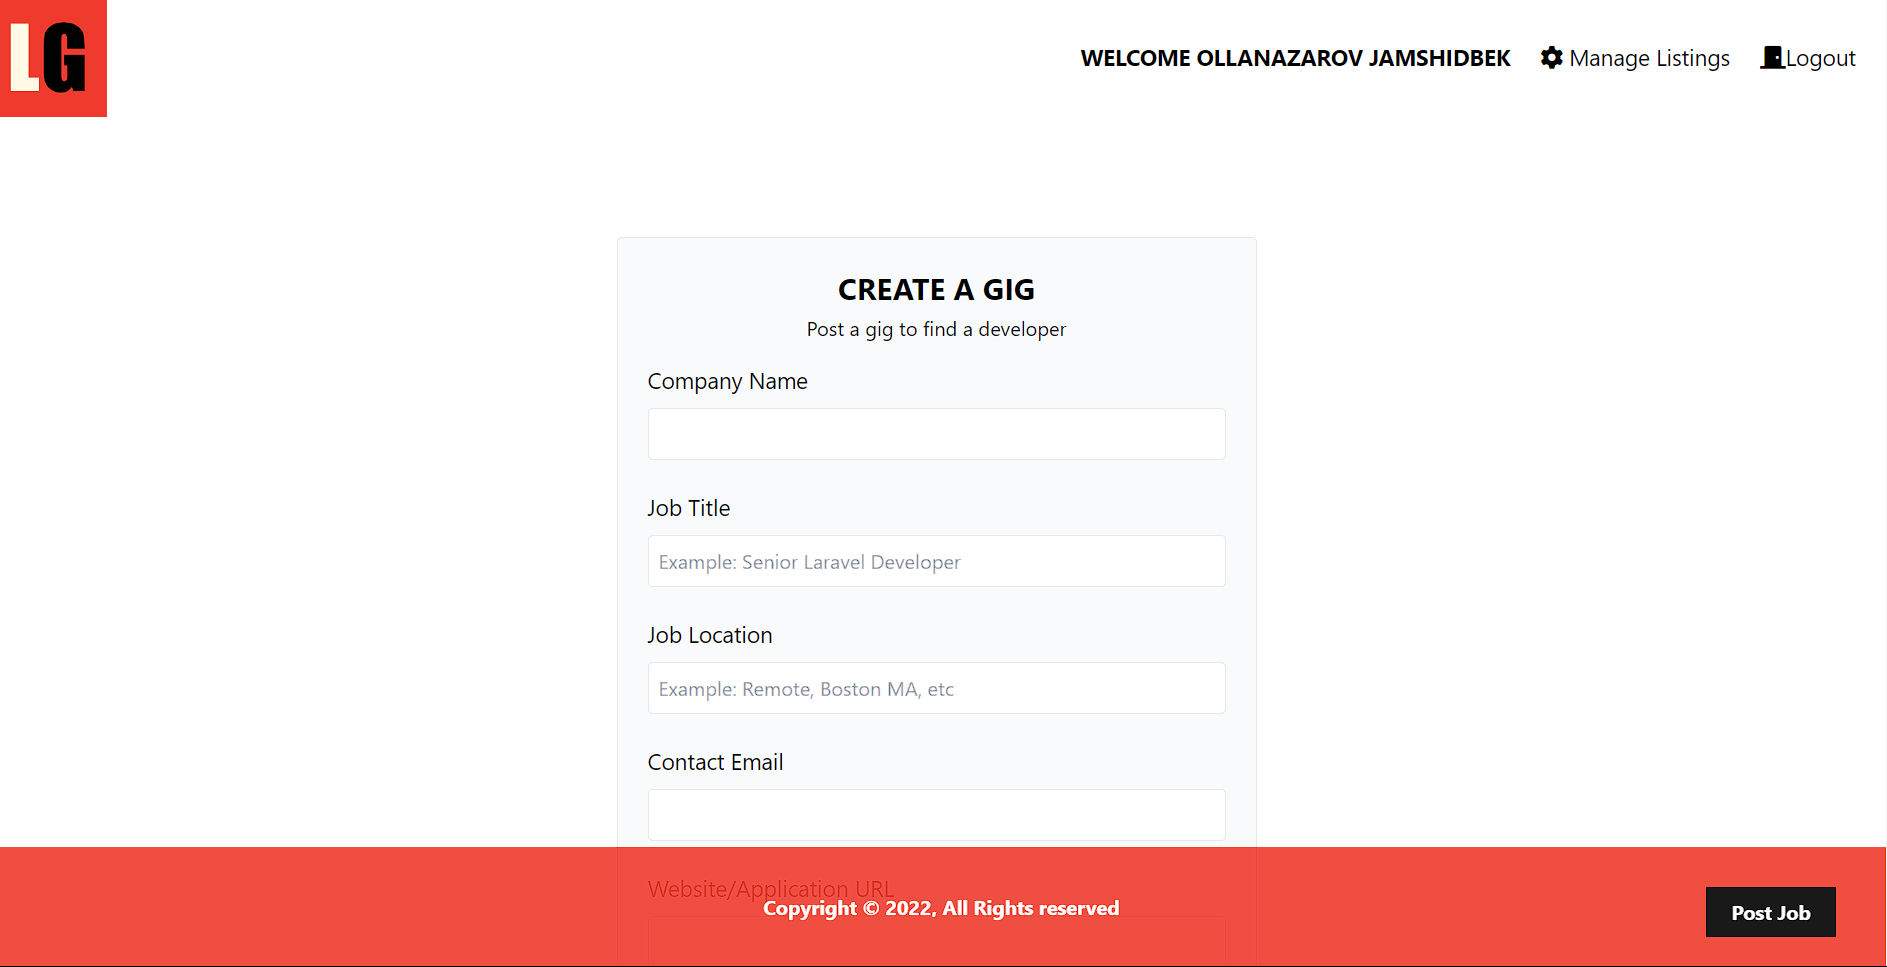 LG
WELCOME OLLANAZAROV JAMSHIDBEK
Manage Listings
Logout
CREATE A GIG
Post a gig to find a developer
Company Name
Job Title
Example: Senior Laravel Developer
Job Location
Example: Remote, Boston MA, etc
Contact Email
Website/Application URL
Copyright © 2022, All Rights reserved
Post Job